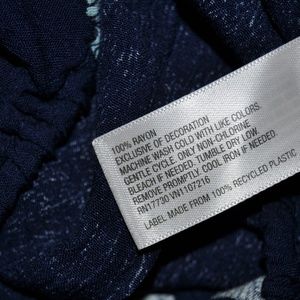 100% RAYON
EXCLUSIVE OF DECORATION
MACHINE WASH COLD WITH LIKE COLORS.
GENTLE CYCLE. ONLY NON-CHLORINE
BLEACH IF NEEDED. TUMBLE DRY LOW.
REMOVE PROMPTLY. COOL IRON IF NEEDED.
RN17730 VN1107216
LABEL MADE FROM 100% RECYCLED PLASTIC